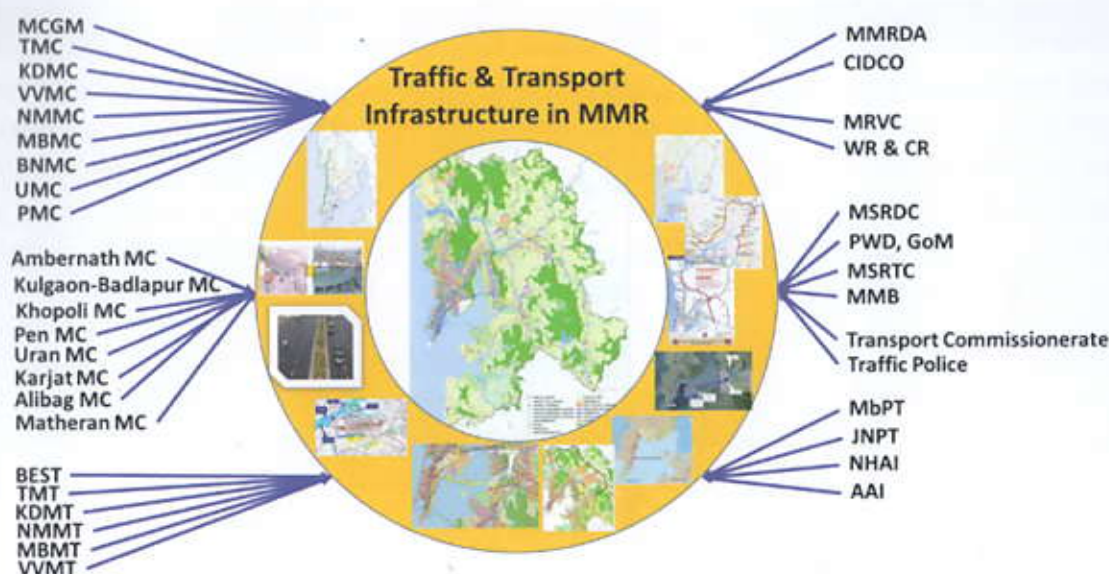 Traffic & Transport
Infrastructure in MMR
MCGM
TMC
KDMC
VVMC
NMMC
MBMC
BNMC
UMC
PMC
Ambernath MC
Kulgaon-Badlapur MC
Khopoli MC
Pen MC
Uran MC
Karjat MC
Alibag MC
Matheran MC
BEST
TMT
KDMT
NMMT
MBMT
VVMT
MMRDA
CIDCO
MRVC
WR & CR
MSRDC
PWD, GoM
MSRTC
MMB
Transport Commissionerate
Traffic Police
MbPT
JNPT
NHAI
AAI